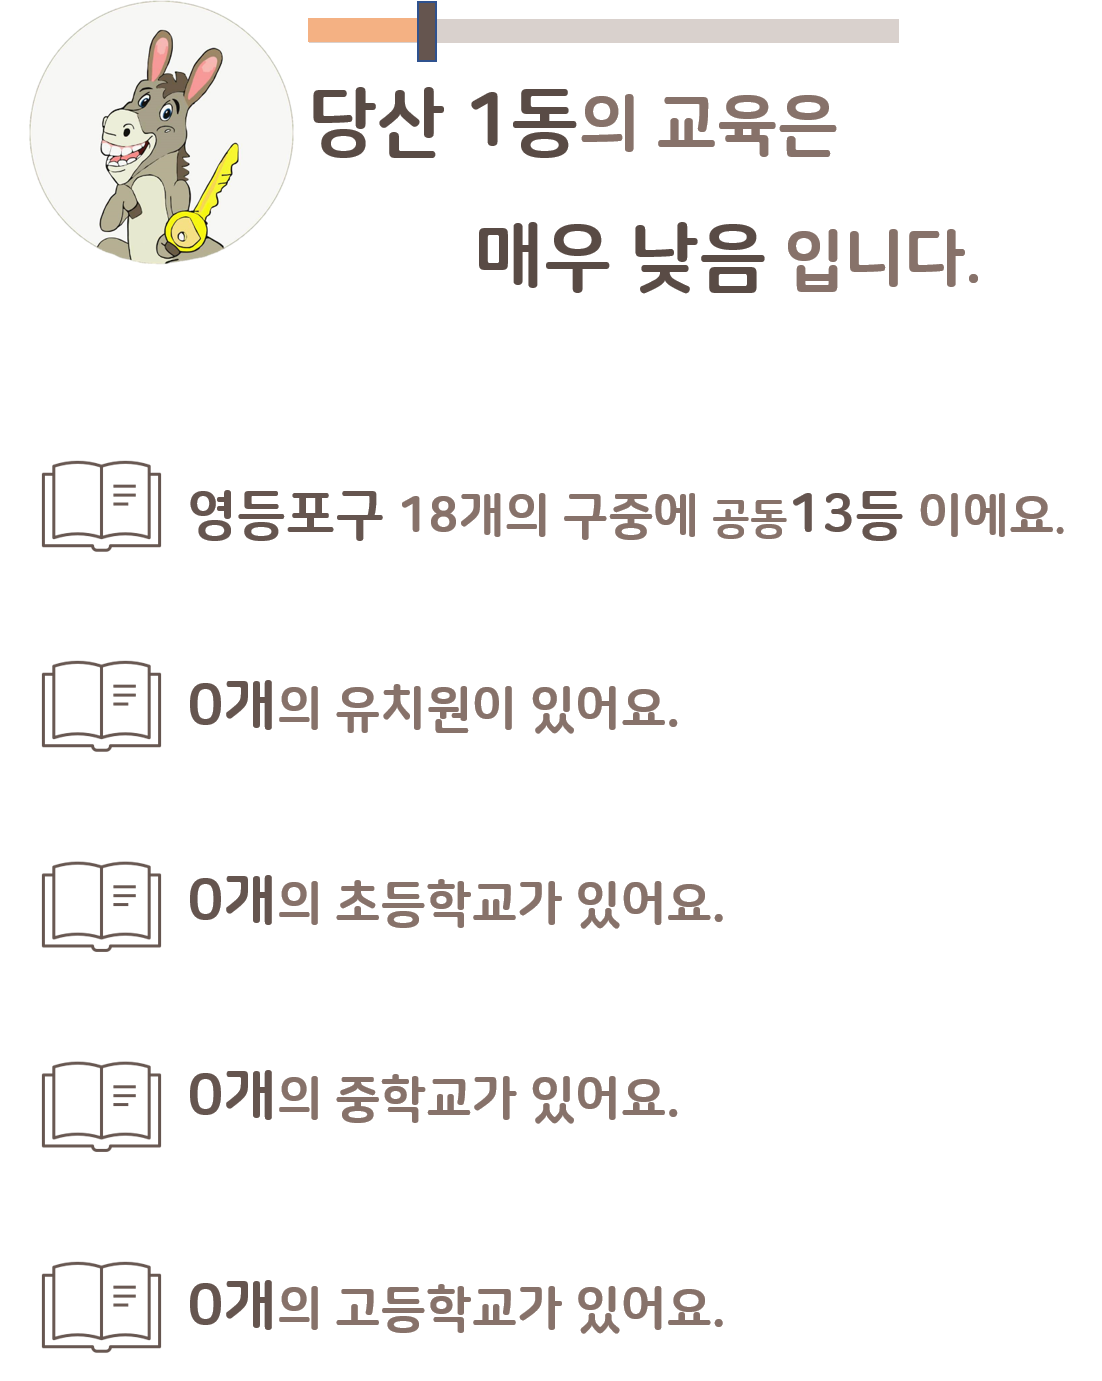 당산 1동의 교육은
매우 낮음 입니다.
영등포구 18개의 구중에 공동13등 이에요.
0개의 유치원이 있어요.
0개의 초등학교가 있어요.
0개의 중학교가 있어요.
0개의 고등학교가 있어요.